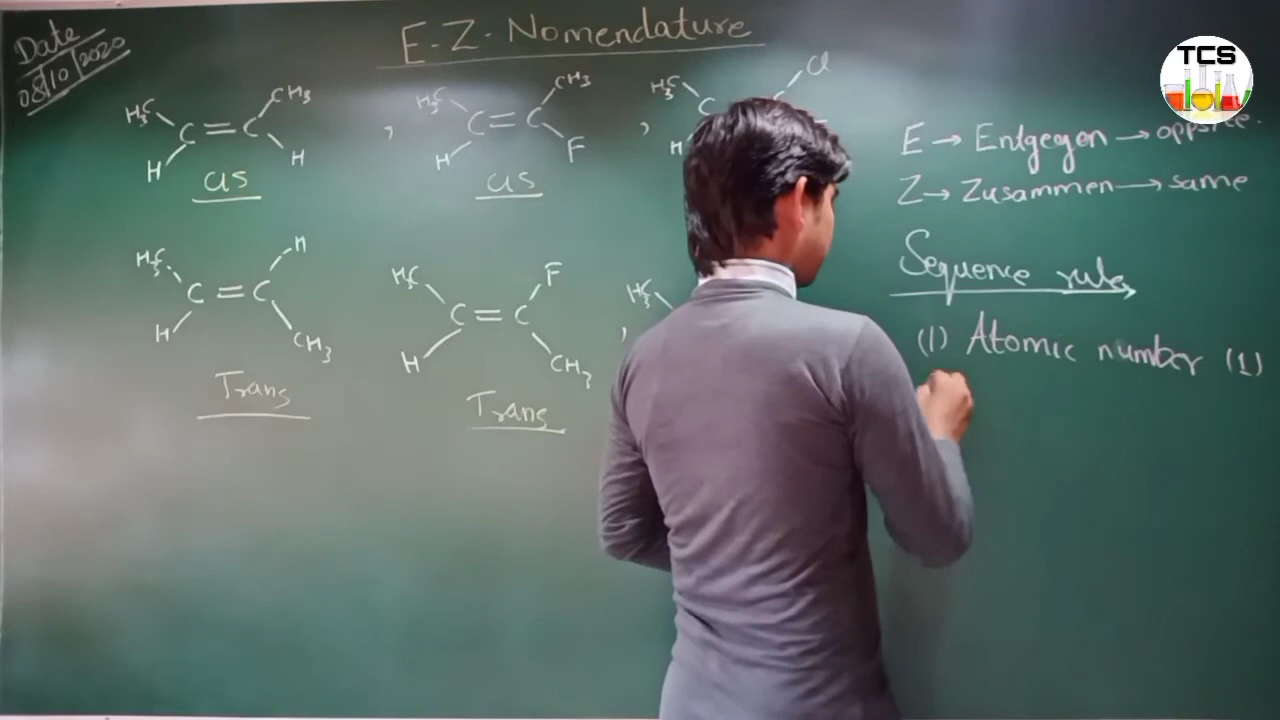 Date
08/10/2020
E-Z-Nomenclature
TCS
H3C CH3
C=C
H H
cis
,
H3C CH3
C=C
H F
cis
,
H3C Cl
C
H
E → Entgegen → oppsite.
Z → Zusammen → same
Sequence rule
(1) Atomic number (1)
H3C H
C=C
H CH3
Trans
H3C F
C=C
H CH3
Trans
,
H3C